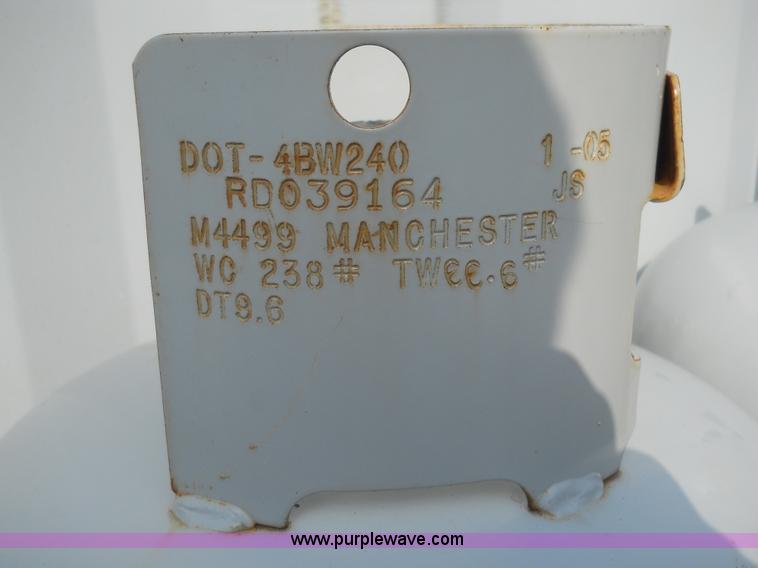 DOT-4BW240 1-05
RD039164 JS
M4499 MANCHESTER
WC 238# TW66.6#
DT9.6
www.purplewave.com